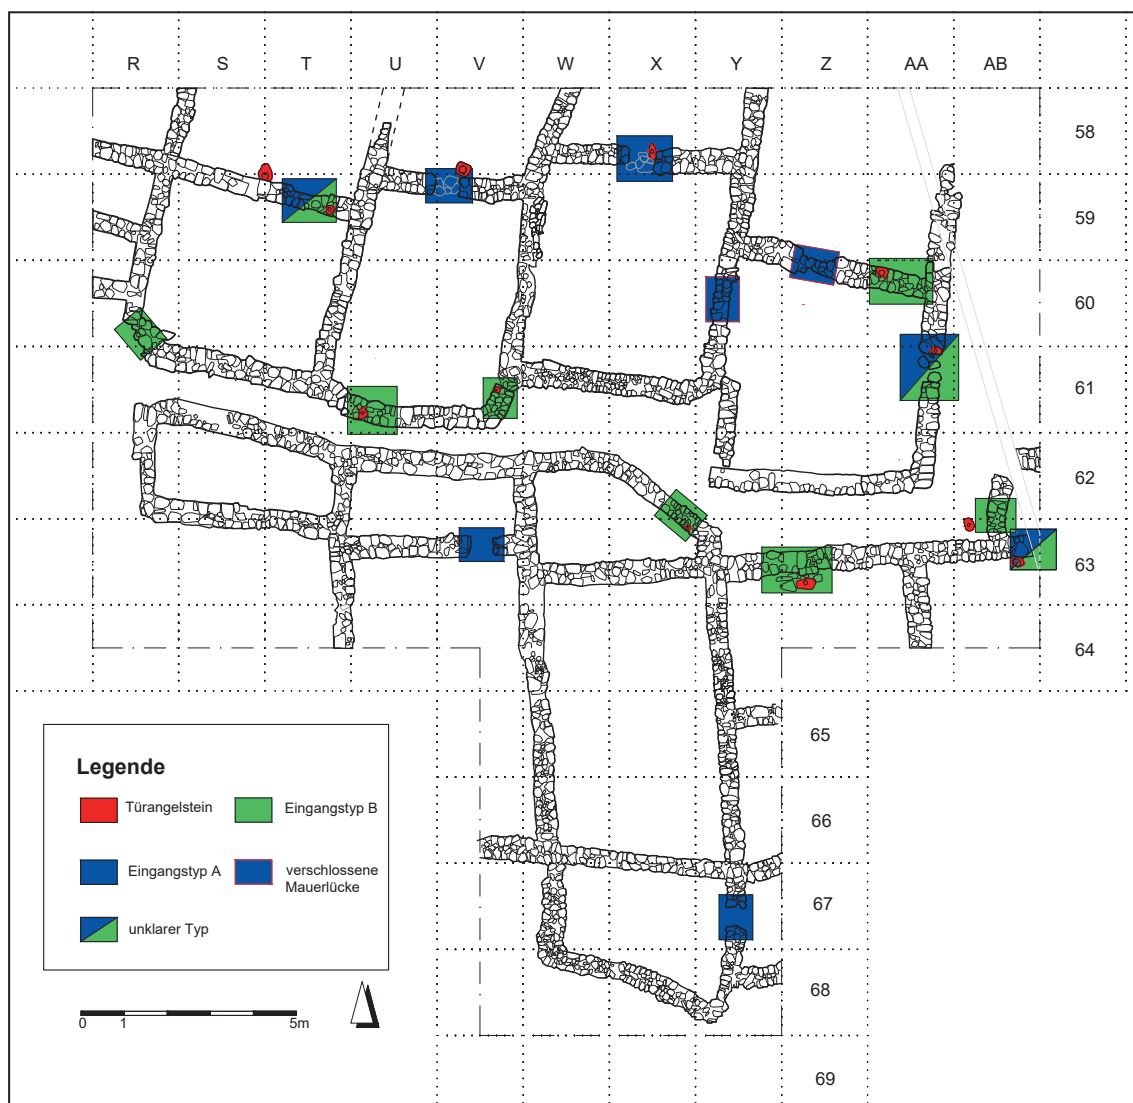 R S T U V W X Y Z AA AB
58
59
60
61
62
63
64
65
66
67
68
69
Legende
Türangelstein
Eingangstyp B
Eingangstyp A
verschlossene
Mauerlücke
unklarer Typ
0 1 5m